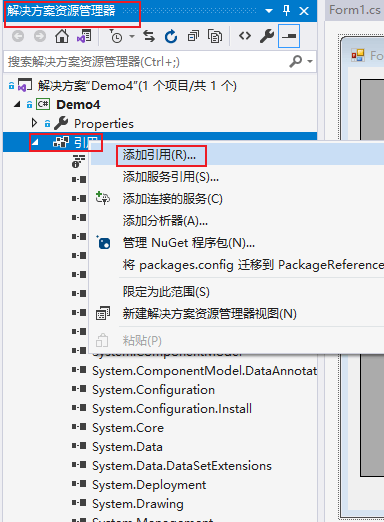 解决方案资源管理器
Form1.cs
搜索解决方案资源管理器(Ctrl+;)
解决方案"Demo4"(1 个项目/共 1 个)
C# Demo4
Properties
引用
添加引用(R)...
添加服务引用(S)...
添加连接的服务(C)
添加分析器(A)...
管理 NuGet 程序包(N)...
将 packages.config 迁移到 PackageReference
限定为此范围(S)
新建解决方案资源管理器视图(N)
粘贴(P)
System.ComponentModel
System.ComponentModel.DataAnnotat
System.Configuration
System.Configuration.Install
System.Core
System.Data
System.Data.DataSetExtensions
System.Deployment
System.Drawing
System.Management